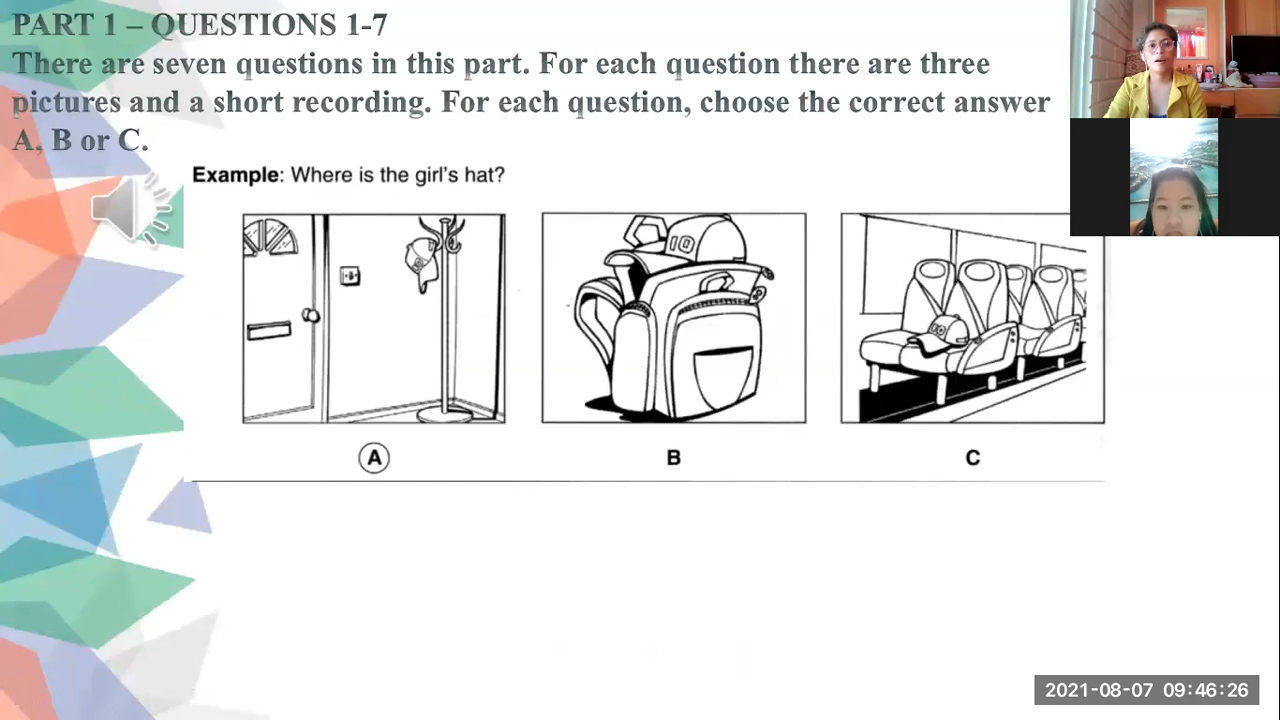 PART 1 – QUESTIONS 1-7
There are seven questions in this part. For each question there are three
pictures and a short recording. For each question, choose the correct answer
A, B or C.
Example: Where is the girl's hat?
10
A
B
C
2021-08-07 09:46:26